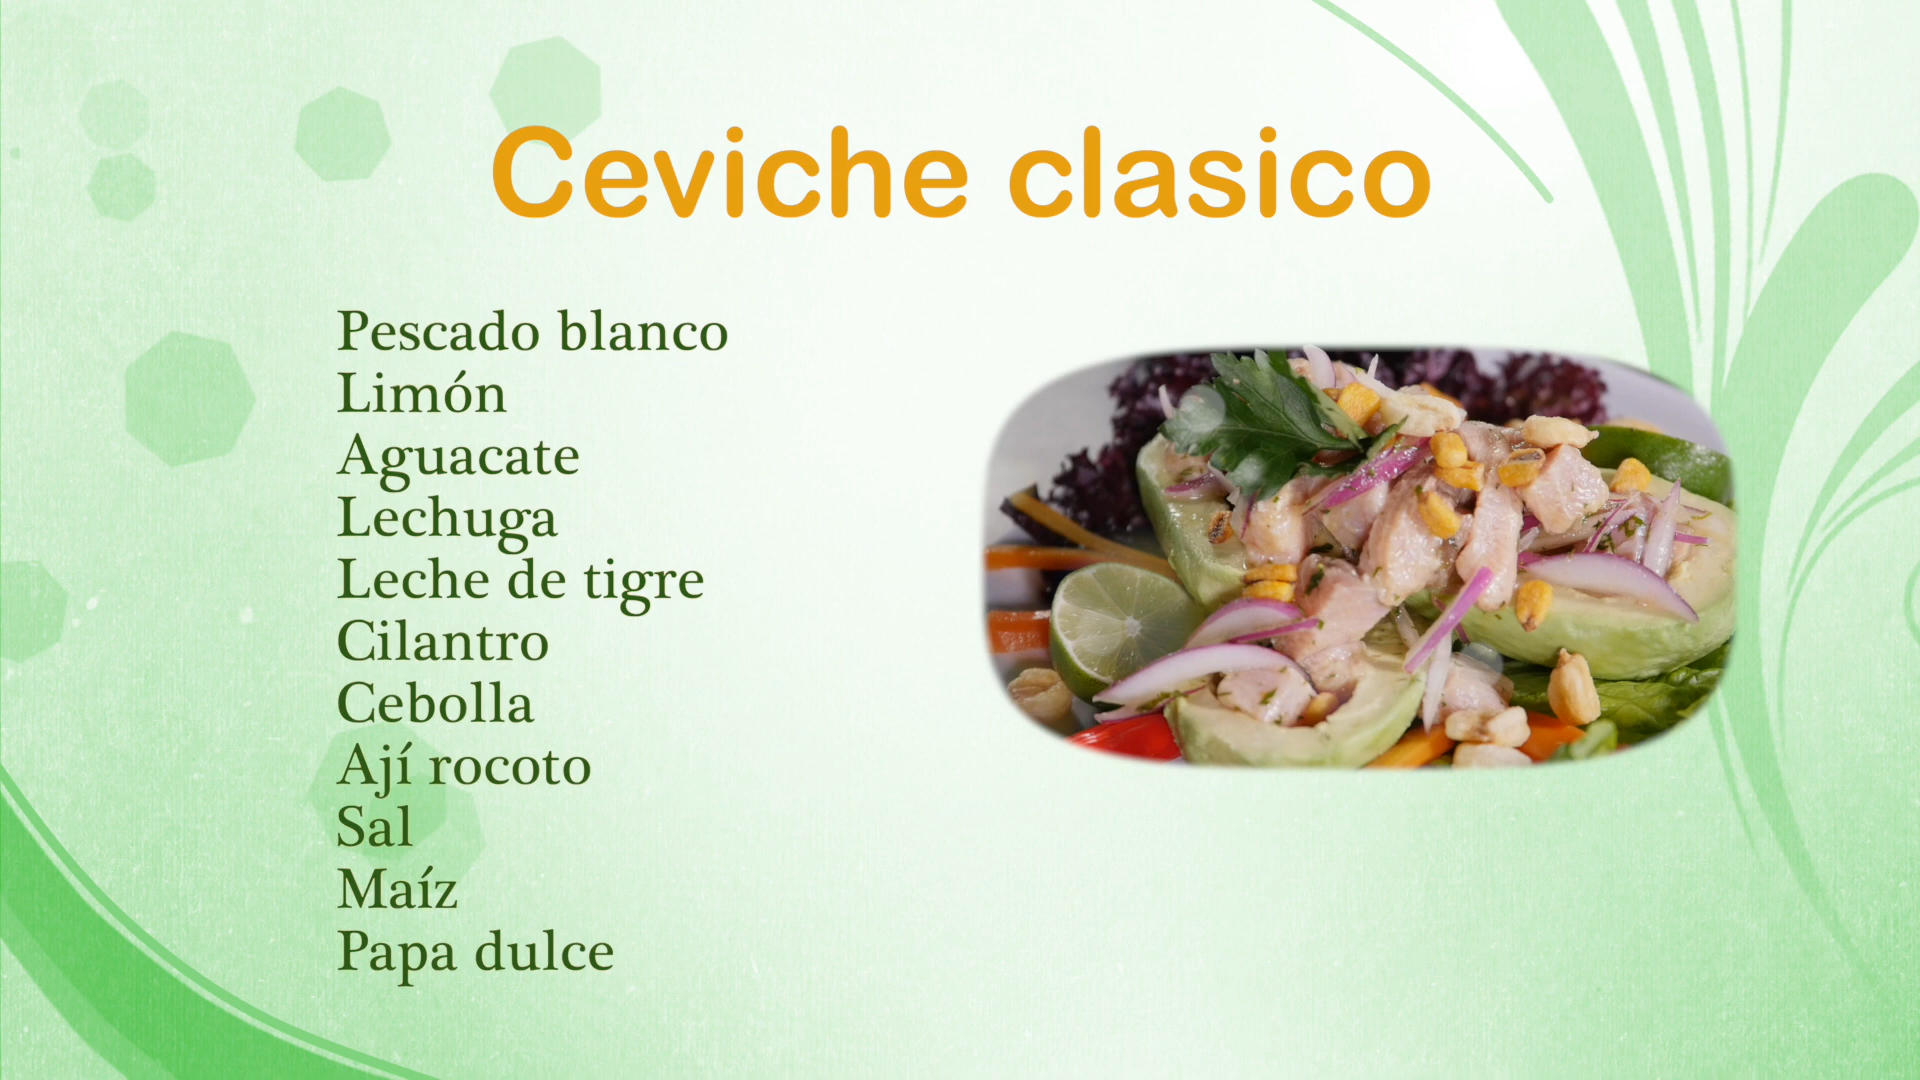 Ceviche clasico
Pescado blanco
Limón
Aguacate
Lechuga
Leche de tigre
Cilantro
Cebolla
Ají rocoto
Sal
Maíz
Papa dulce